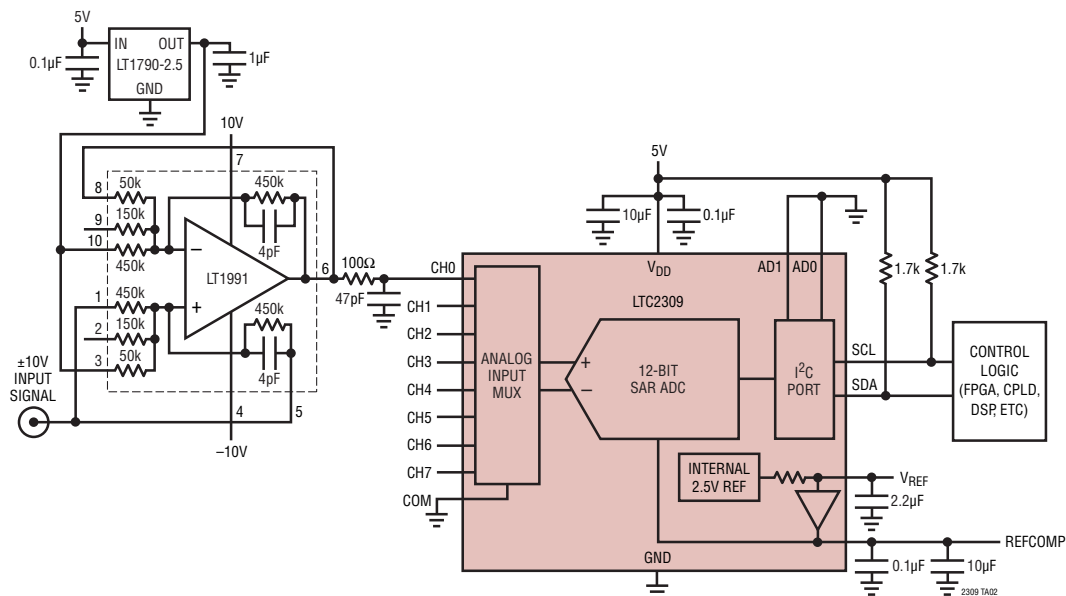 5V
IN OUT
LT1790-2.5
GND
0.1µF
1µF
10V
7
8
50k
9
150k
10
450k
450k
4pF
–
LT1991
+
6
100Ω
47pF
1
450k
2
150k
3
50k
450k
4pF
4
5
–10V
±10V
INPUT
SIGNAL
5V
10µF
0.1µF
VDD
AD1 AD0
LTC2309
1.7k
1.7k
CH0
CH1
CH2
CH3
CH4
CH5
CH6
CH7
COM
ANALOG
INPUT
MUX
+
–
12-BIT
SAR ADC
I2C
PORT
SCL
SDA
CONTROL
LOGIC
(FPGA, CPLD,
DSP, ETC)
INTERNAL
2.5V REF
VREF
2.2µF
REFCOMP
GND
0.1µF
10µF
2309 TA02